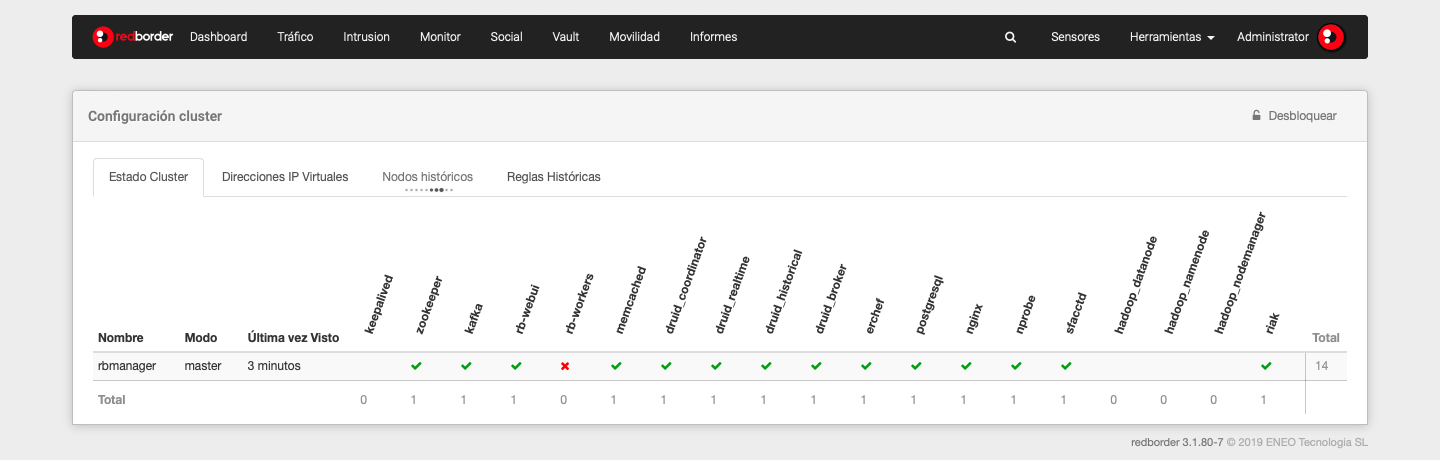 redborder Dashboard Tráfico Intrusion Monitor Social Vault Movilidad Informes Sensores Herramientas Administrator
Configuración cluster Desbloquear
Estado Cluster Direcciones IP Virtuales Nodos históricos Reglas Históricas
Nombre Modo Última vez Visto keepalived zookeeper kafka rb-webui rb-workers memcached druid_coordinator druid_realtime druid_historical druid_broker erchef postgresql nginx nprobe sfacctd hadoop_datanode hadoop_namenode hadoop_nodemanager riak Total
rbmanager master 3 minutos 14
Total 0 1 1 1 0 1 1 1 1 1 1 1 1 1 1 0 0 0 1
redborder 3.1.80-7 © 2019 ENEO Tecnologia SL